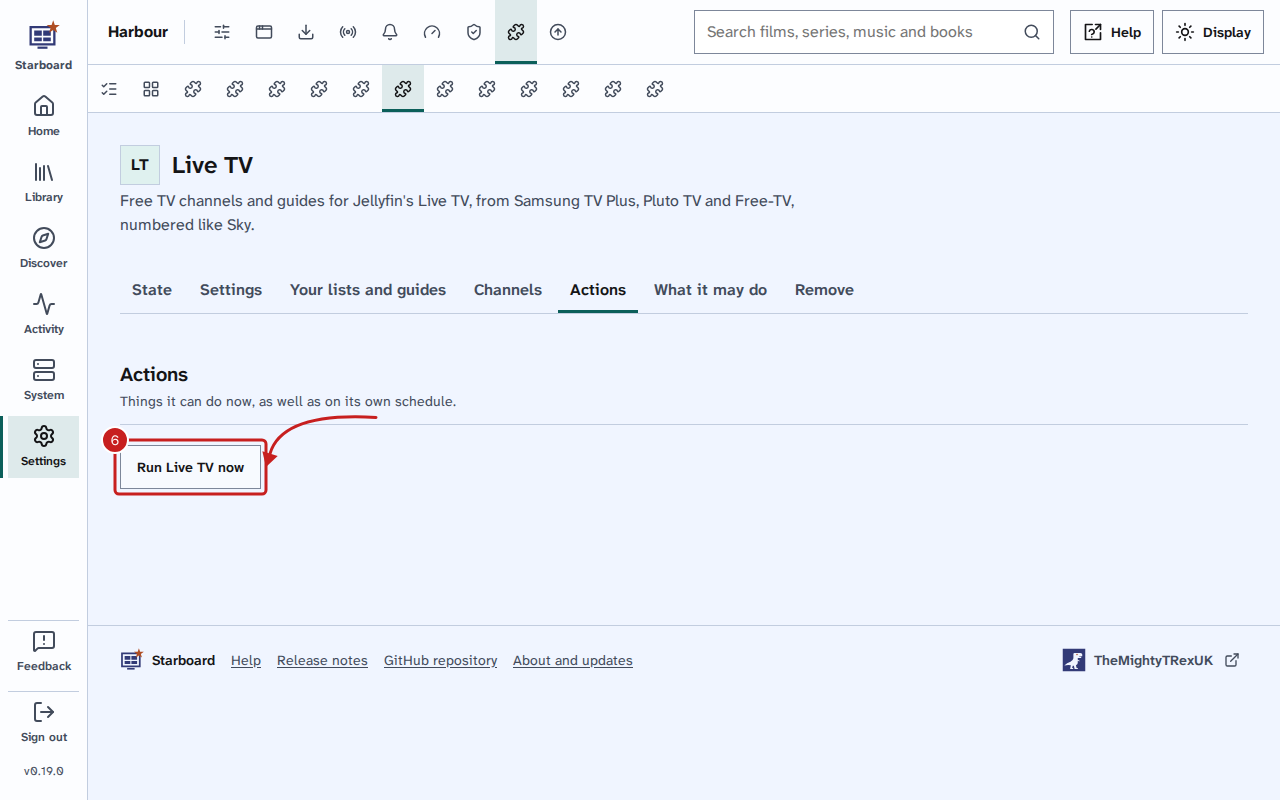 Starboard
Home
Library
Discover
Activity
System
Settings
Feedback
Sign out
v0.19.0
Harbour
Search films, series, music and books
Help
Display
LT
Live TV
Free TV channels and guides for Jellyfin's Live TV, from Samsung TV Plus, Pluto TV and Free-TV,
numbered like Sky.
State
Settings
Your lists and guides
Channels
Actions
What it may do
Remove
Actions
Things it can do now, as well as on its own schedule.
6
Run Live TV now
Starboard
Help
Release notes
GitHub repository
About and updates
TheMightyTRexUK